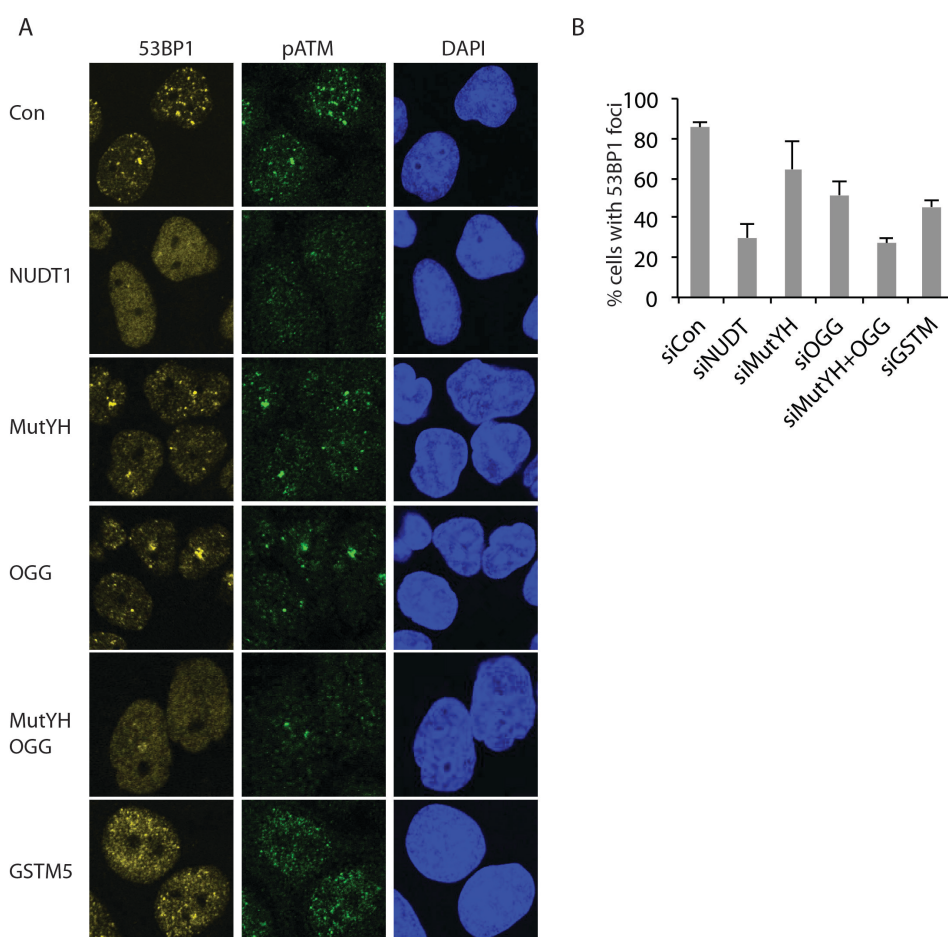 A
53BP1 pATM DAPI
Con
NUDT1
MutYH
OGG
MutYH
OGG
GSTM5
B
% cells with 53BP1 foci
100
80
60
40
20
0
siCon
siNUDT
siMutYH
siOGG
siMutYH+OGG
siGSTM